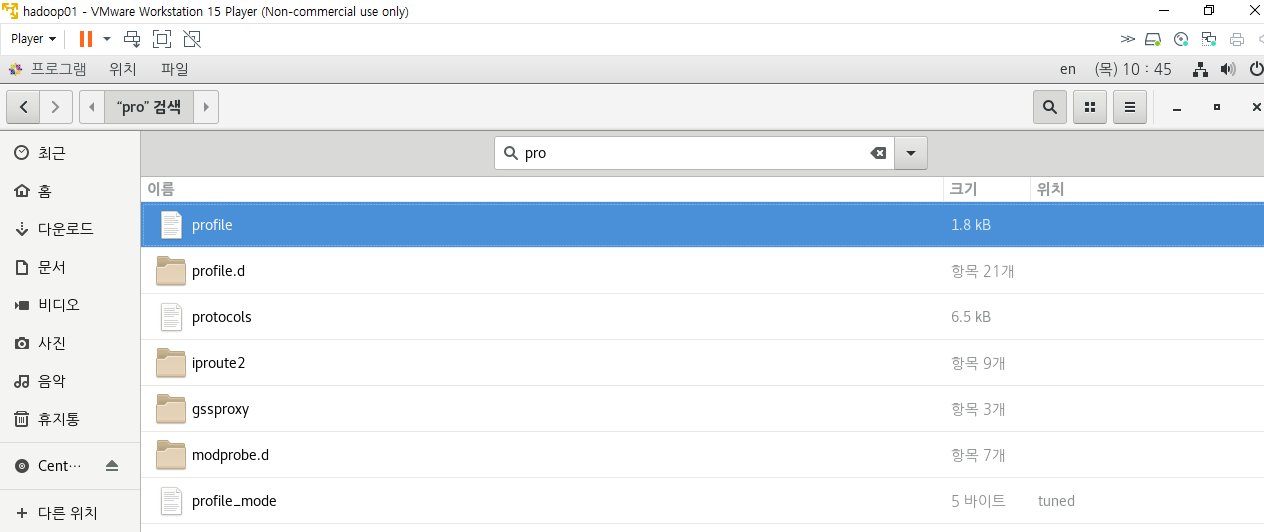 hadoop01 - VMware Workstation 15 Player (Non-commercial use only)
Player
프로그램 위치 파일 en (목) 10 : 45
“pro” 검색
pro
최근
홈
다운로드
문서
비디오
사진
음악
휴지통
Cent…
다른 위치
이름 크기 위치
profile 1.8 kB
profile.d 항목 21개
protocols 6.5 kB
iproute2 항목 9개
gssproxy 항목 3개
modprobe.d 항목 7개
profile_mode 5 바이트 tuned